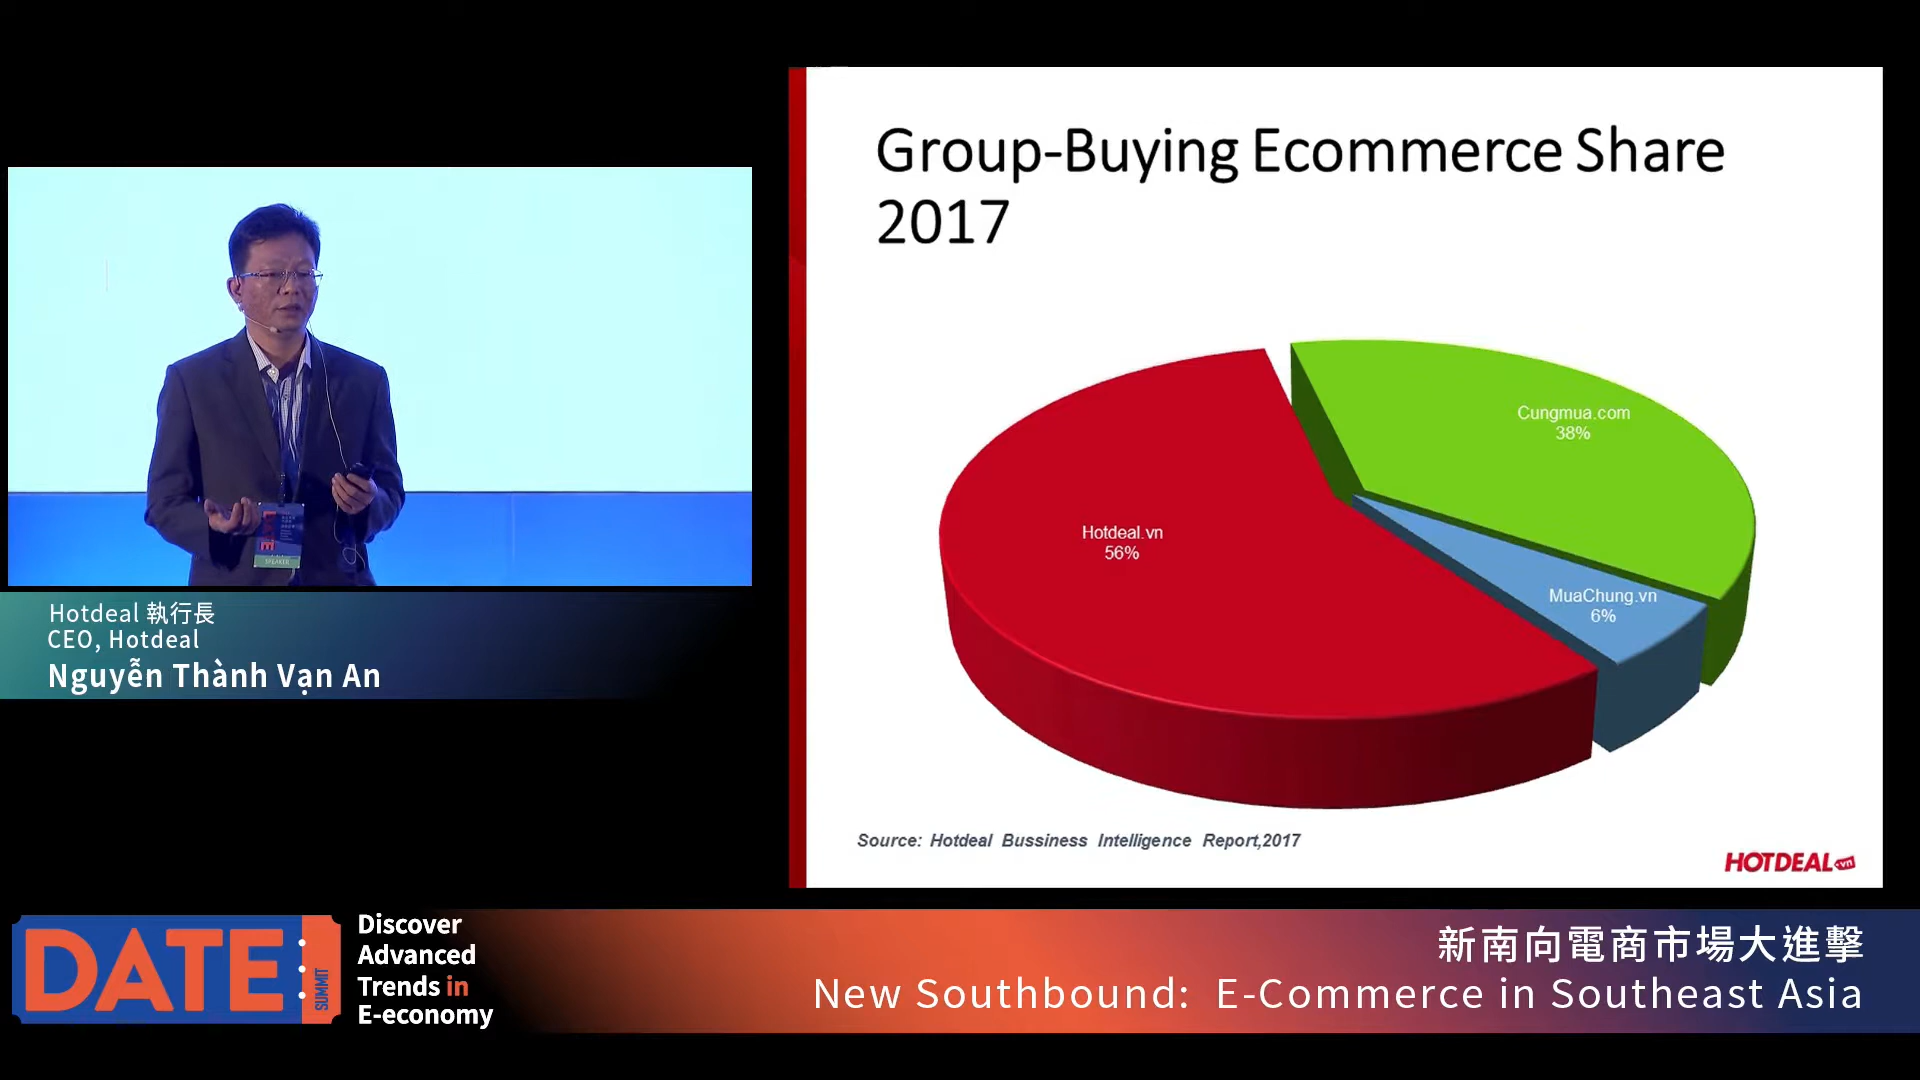 Group-Buying Ecommerce Share
2017
Cungmua.com
38%
Hotdeal.vn
56%
MuaChung.vn
6%
Source: Hotdeal Bussiness Intelligence Report,2017
HOTDEAL.vn
SPEAKER
Hotdeal 執行長
CEO, Hotdeal
Nguyễn Thành Vạn An
DATE
SUMMIT
Discover
Advanced
Trends in
E-economy
新南向電商市場大進擊
New Southbound: E-Commerce in Southeast Asia